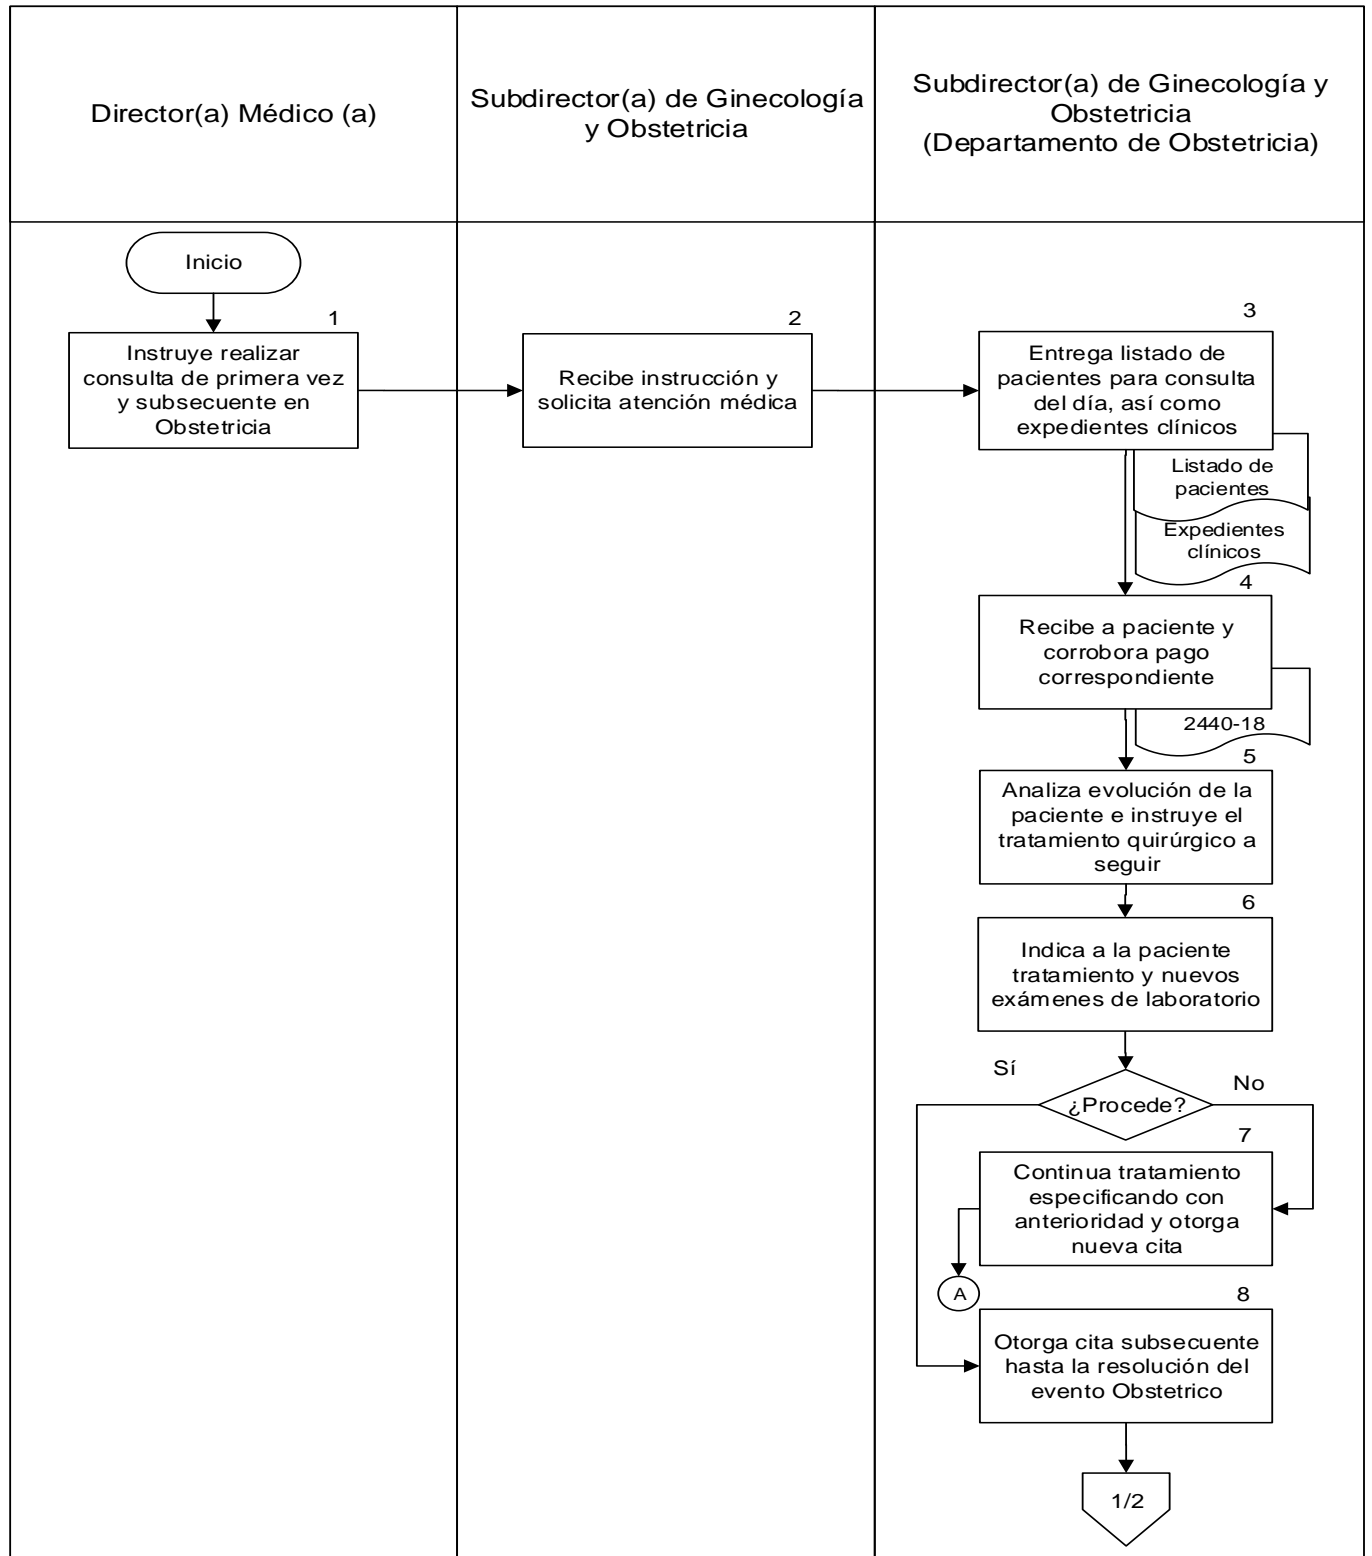 Director(a) Médico (a)
Subdirector(a) de Ginecología
y Obstetricia
Subdirector(a) de Ginecología y
Obstetricia
(Departamento de Obstetricia)
Inicio
1
Instruye realizar
consulta de primera vez
y subsecuente en
Obstetricia
2
Recibe instrucción y
solicita atención médica
3
Entrega listado de
pacientes para consulta
del día, así como
expedientes clínicos
Listado de
pacientes
Expedientes
clínicos
4
Recibe a paciente y
corrobora pago
correspondiente
2440-18
5
Analiza evolución de la
paciente e instruye el
tratamiento quirúrgico a
seguir
6
Indica a la paciente
tratamiento y nuevos
exámenes de laboratorio
Sí
¿Procede?
No
7
Continua tratamiento
especificando con
anterioridad y otorga
nueva cita
A
8
Otorga cita subsecuente
hasta la resolución del
evento Obstetrico
1/2